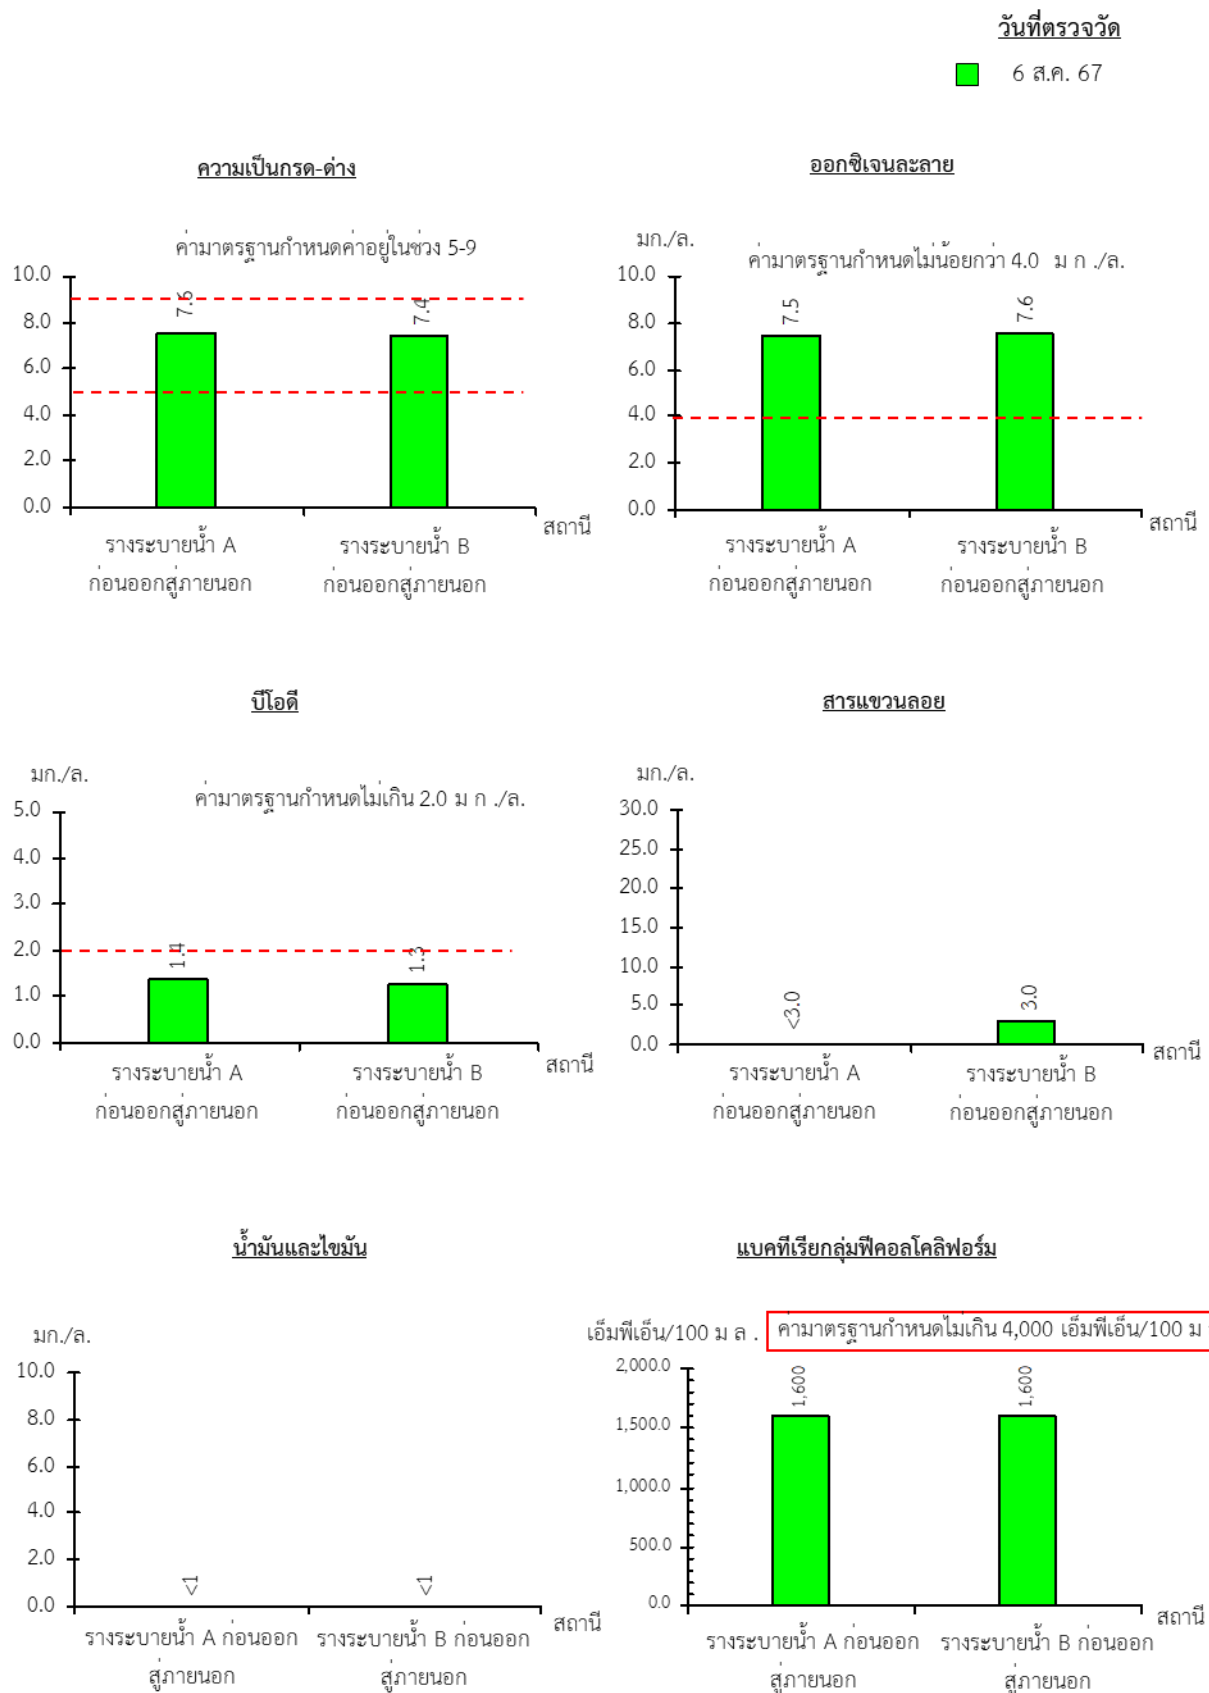 วันที่ตรวจวัด
6 ส.ค. 67
ความเป็นกรด-ด่าง
ค่ามาตรฐานกำหนดค่าอยู่ในช่วง 5-9
10.0
8.0
6.0
4.0
2.0
0.0
7.6
7.4
สถานี
รางระบายน้ำ A
ก่อนออกสู่ภายนอก
รางระบายน้ำ B
ก่อนออกสู่ภายนอก
ออกซิเจนละลาย
มก./ล.
ค่ามาตรฐานกำหนดไม่น้อยกว่า 4.0 ม ก ./ล.
10.0
8.0
6.0
4.0
2.0
0.0
7.5
7.6
สถานี
รางระบายน้ำ A
ก่อนออกสู่ภายนอก
รางระบายน้ำ B
ก่อนออกสู่ภายนอก
บีโอดี
มก./ล.
ค่ามาตรฐานกำหนดไม่เกิน 2.0 ม ก ./ล.
5.0
4.0
3.0
2.0
1.0
0.0
1.4
1.3
สถานี
รางระบายน้ำ A
ก่อนออกสู่ภายนอก
รางระบายน้ำ B
ก่อนออกสู่ภายนอก
สารแขวนลอย
มก./ล.
30.0
25.0
20.0
15.0
10.0
5.0
0.0
<3.0
3.0
สถานี
รางระบายน้ำ A
ก่อนออกสู่ภายนอก
รางระบายน้ำ B
ก่อนออกสู่ภายนอก
น้ำมันและไขมัน
มก./ล.
10.0
8.0
6.0
4.0
2.0
0.0
<1
<1
สถานี
รางระบายน้ำ A ก่อนออก
สู่ภายนอก
รางระบายน้ำ B ก่อนออก
สู่ภายนอก
แบคทีเรียกลุ่มฟีคอลโคลิฟอร์ม
เอ็มพีเอ็น/100 ม ล .
ค่ามาตรฐานกำหนดไม่เกิน 4,000 เอ็มพีเอ็น/100 ม
2,000.0
1,500.0
1,000.0
500.0
0.0
1,600
1,600
สถานี
รางระบายน้ำ A ก่อนออก
สู่ภายนอก
รางระบายน้ำ B ก่อนออก
สู่ภายนอก